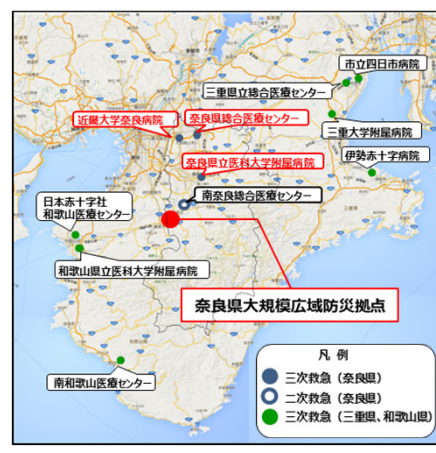 市立四日市病院
三重県立総合医療センター
近畿大学奈良病院
奈良県総合医療センター
三重大学附属病院
奈良県立医科大学附属病院
伊勢赤十字病院
南奈良総合医療センター
日本赤十字社
和歌山医療センター
和歌山県立医科大学附属病院
奈良県大規模広域防災拠点
南和歌山医療センター
凡 例
三次救急（奈良県）
二次救急（奈良県）
三次救急（三重県、和歌山県）